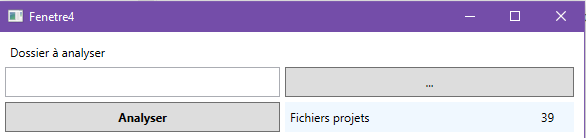 Fenetre4
Dossier à analyser
...
Analyser
Fichiers projets 39